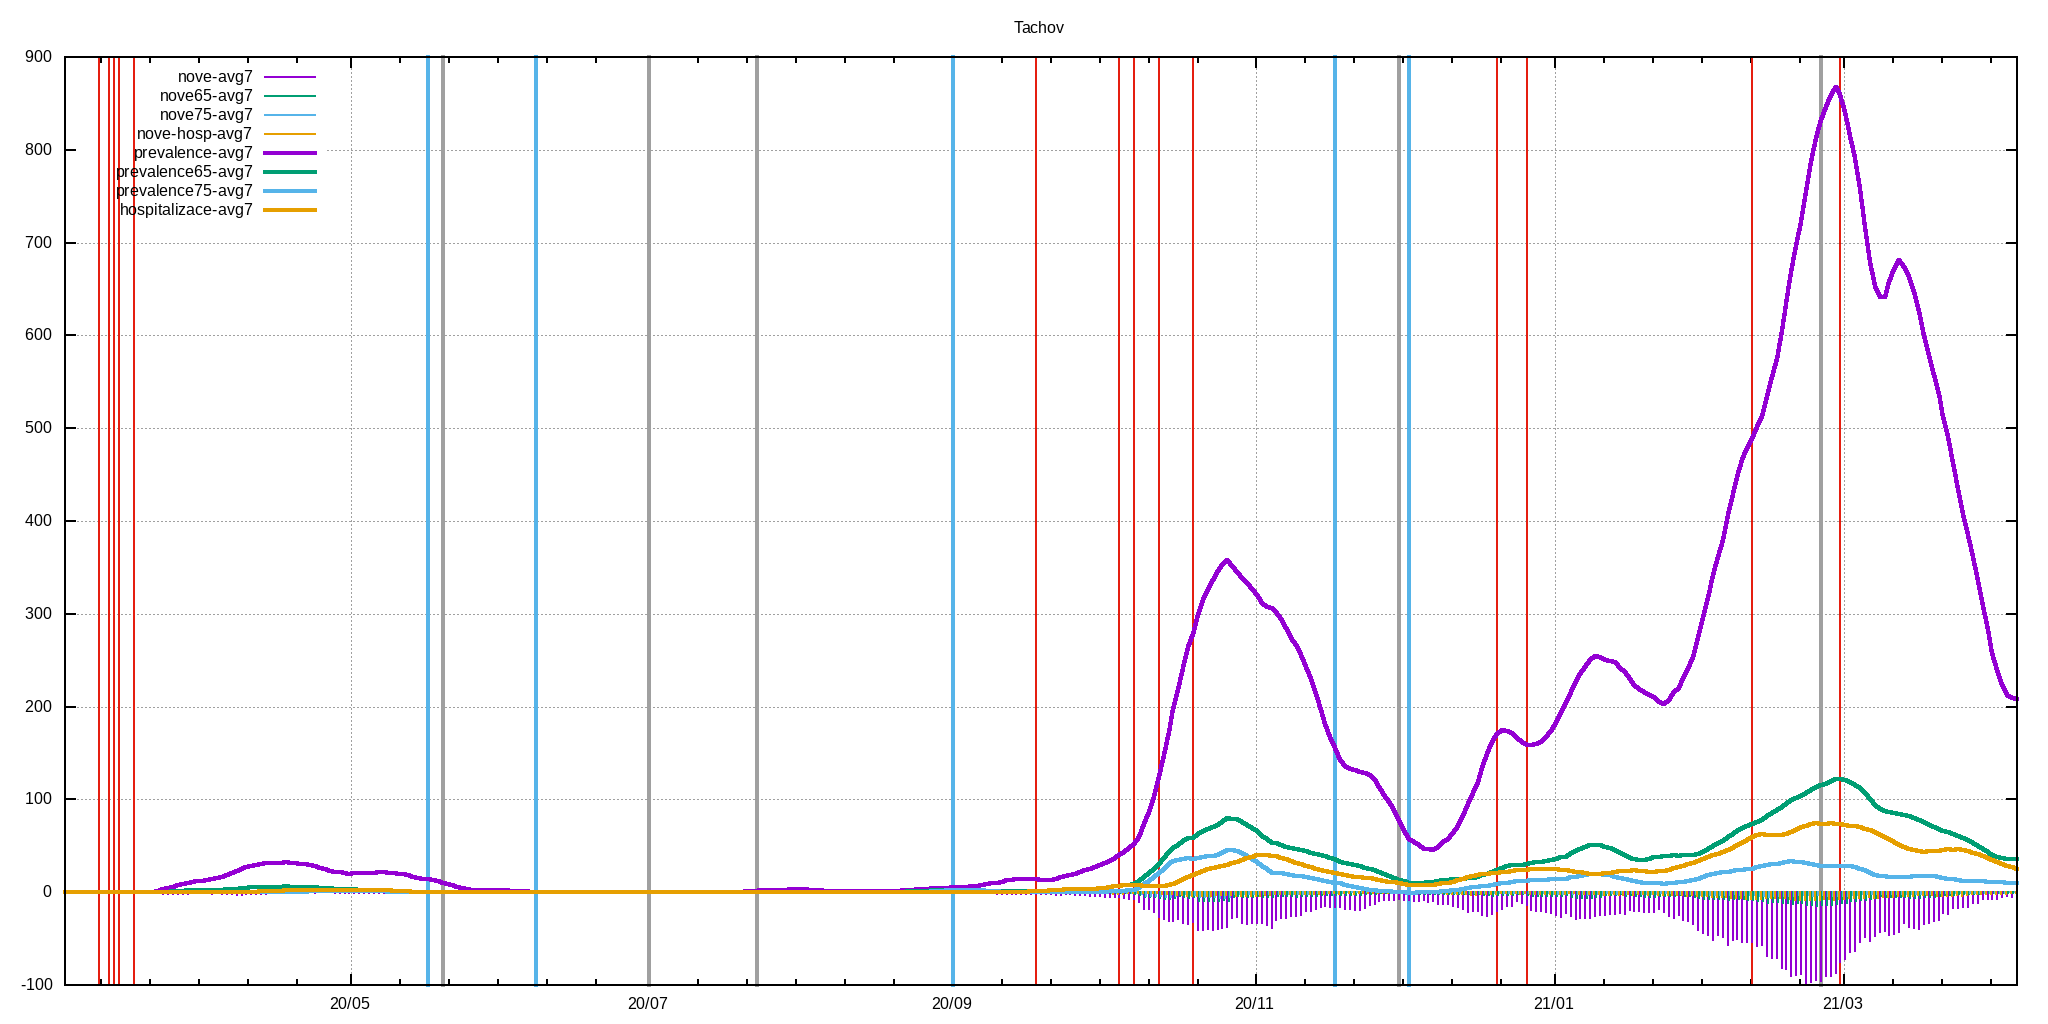 Tachov
900
800
700
600
500
400
300
200
100
0
-100
nove-avg7
nove65-avg7
nove75-avg7
nove-hosp-avg7
prevalence-avg7
prevalence65-avg7
prevalence75-avg7
hospitalizace-avg7
20/05 20/07 20/09 20/11 21/01 21/03